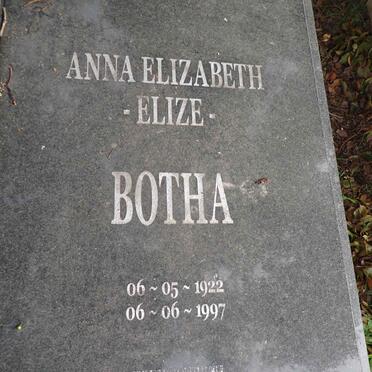 ANNA ELIZABETH
- ELIZE -
BOTHA
06 ~ 05 ~ 1922
06 ~ 06 ~ 1997